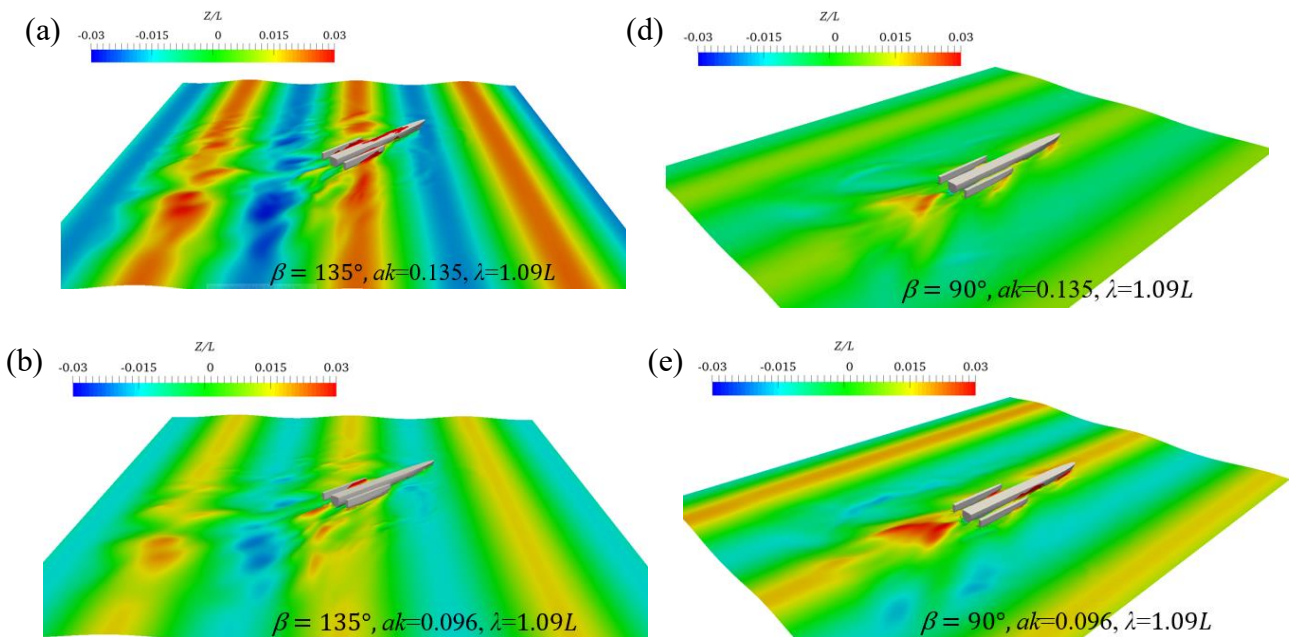 (a)
Z/L
-0.03 -0.015 0 0.015 0.03
β = 135°, ak=0.135, λ=1.09L
(d)
Z/L
-0.03 -0.015 0 0.015 0.03
β = 90°, ak=0.135, λ=1.09L
(b)
Z/L
-0.03 -0.015 0 0.015 0.03
β = 135°, ak=0.096, λ=1.09L
(e)
Z/L
-0.03 -0.015 0 0.015 0.03
β = 90°, ak=0.096, λ=1.09L